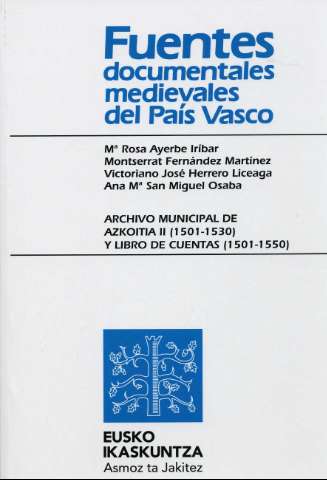 Fuentes
documentales
medievales
del País Vasco
Mª Rosa Ayerbe Iríbar
Montserrat Fernández Martínez
Victoriano José Herrero Liceaga
Ana Mª San Miguel Osaba
ARCHIVO MUNICIPAL DE
AZKOITIA II (1501-1530)
Y LIBRO DE CUENTAS (1501-1550)
EUSKO
IKASKUNTZA
Asmoz ta Jakitez